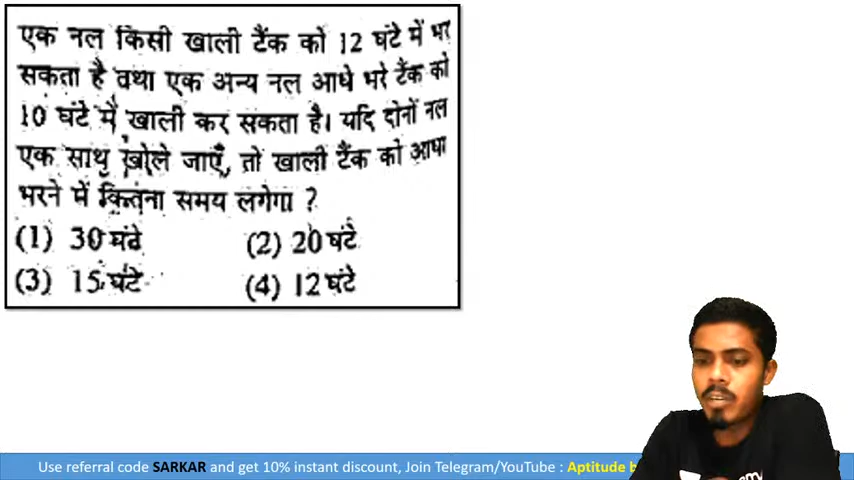 एक नल किसी खाली टैंक को 12 घंटे में भर
सकता है तथा एक अन्य नल आधे भरे टैंक को
10 घंटे में खाली कर सकता है। यदि दोनों नल
एक साथ खोले जाएँ, तो खाली टैंक को आधा
भरने में कितना समय लगेगा ?
(1) 30 घंटे (2) 20 घंटे
(3) 15 घंटे (4) 12 घंटे
Use referral code SARKAR and get 10% instant discount, Join Telegram/YouTube : Aptitude